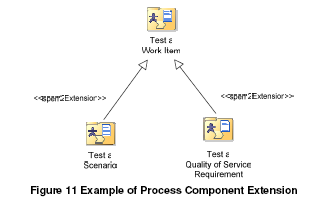 Test a
Work Item
<<spem2Extension>>
<<spem2Extension>>
Test a
Scenario
Test a
Quality of Service
Requirement
Figure 11 Example of Process Component Extension